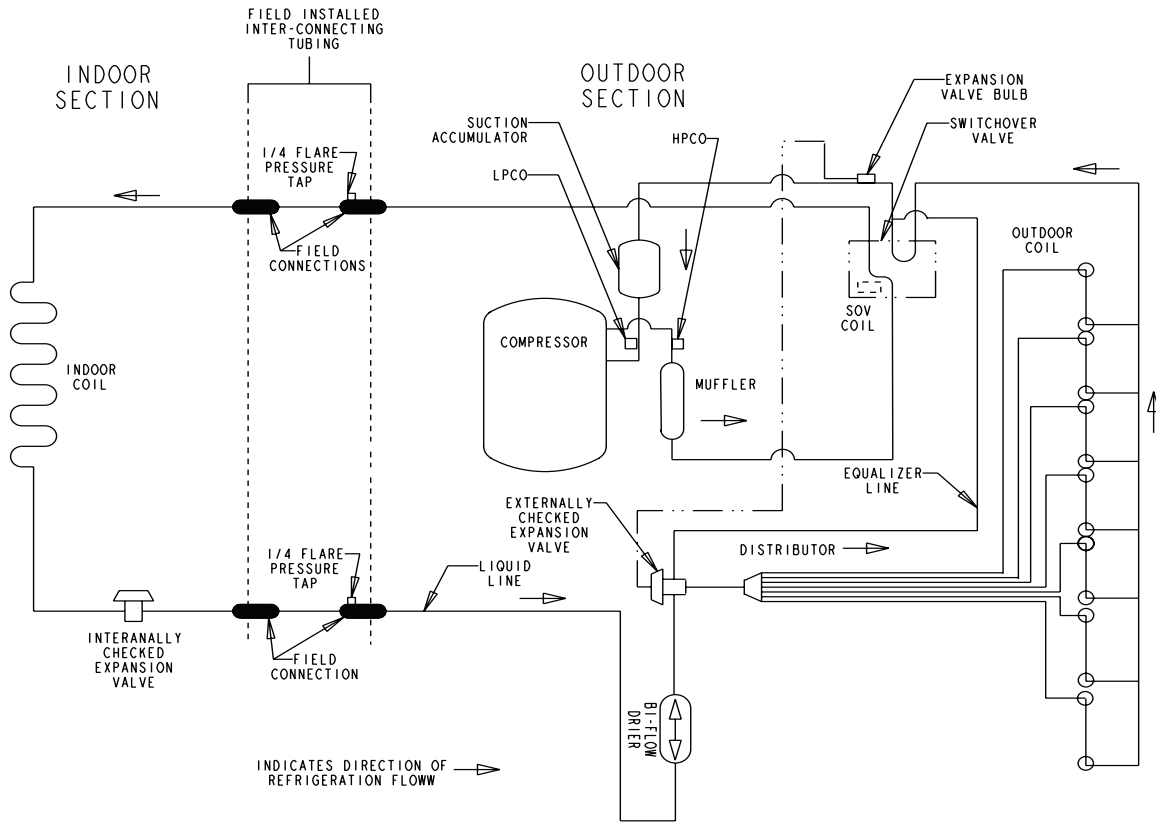 FIELD INSTALLED
INTER-CONNECTING
TUBING
INDOOR
SECTION
OUTDOOR
SECTION
EXPANSION
VALVE BULB
SUCTION
ACCUMULATOR
SWITCHOVER
VALVE
HPCO
1/4 FLARE
PRESSURE
TAP
LPCO
FIELD
CONNECTIONS
OUTDOOR
COIL
SOV
COIL
COMPRESSOR
INDOOR
COIL
MUFFLER
EQUALIZER
LINE
EXTERNALLY
CHECKED
EXPANSION
VALVE
DISTRIBUTOR
1/4 FLARE
PRESSURE
TAP
LIQUID
LINE
INTERANALLY
CHECKED
EXPANSION
VALVE
FIELD
CONNECTION
BI-FLOW
DRIER
INDICATES DIRECTION OF
REFRIGERATION FLOWW